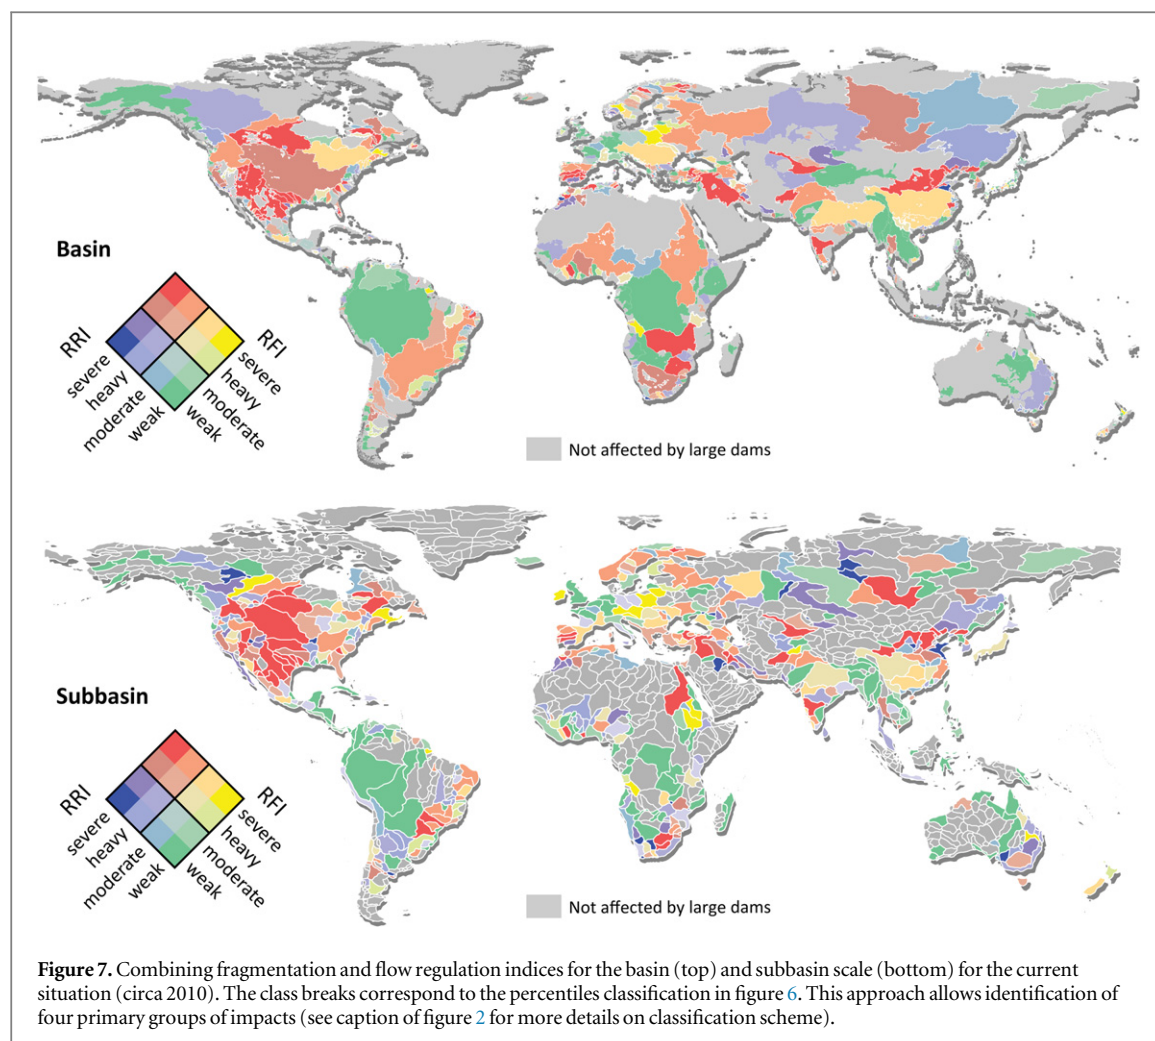 Basin
RRI
RFI
severe
heavy
moderate
weak
severe
heavy
moderate
weak
Not affected by large dams
Subbasin
RRI
RFI
severe
heavy
moderate
weak
severe
heavy
moderate
weak
Not affected by large dams
Figure 7. Combining fragmentation and flow regulation indices for the basin (top) and subbasin scale (bottom) for the current
situation (circa 2010). The class breaks correspond to the percentiles classification in figure 6. This approach allows identification of
four primary groups of impacts (see caption of figure 2 for more details on classification scheme).